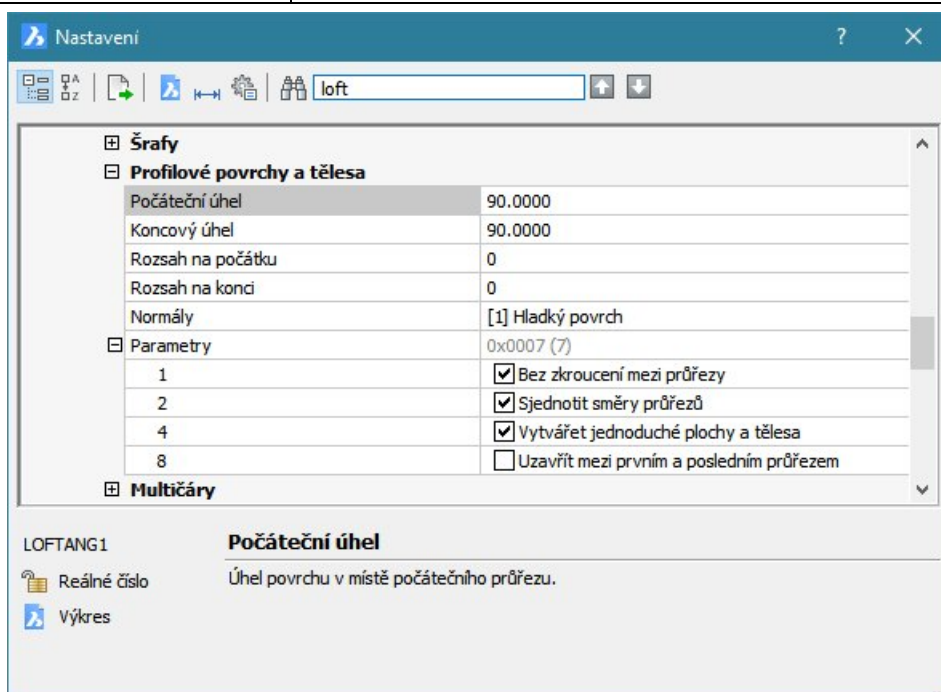 Nastavení ?
loft
Šrafy
Profilové povrchy a tělesa
Počáteční úhel 90.0000
Koncový úhel 90.0000
Rozsah na počátku 0
Rozsah na konci 0
Normály [1] Hladký povrch
Parametry 0x0007 (7)
1 Bez zkroucení mezi průřezy
2 Sjednotit směry průřezů
4 Vytvářet jednoduché plochy a tělesa
8 Uzavřít mezi prvním a posledním průřezem
Multičáry
LOFTANG1 Počáteční úhel
Reálné číslo Úhel povrchu v místě počátečního průřezu.
Výkres